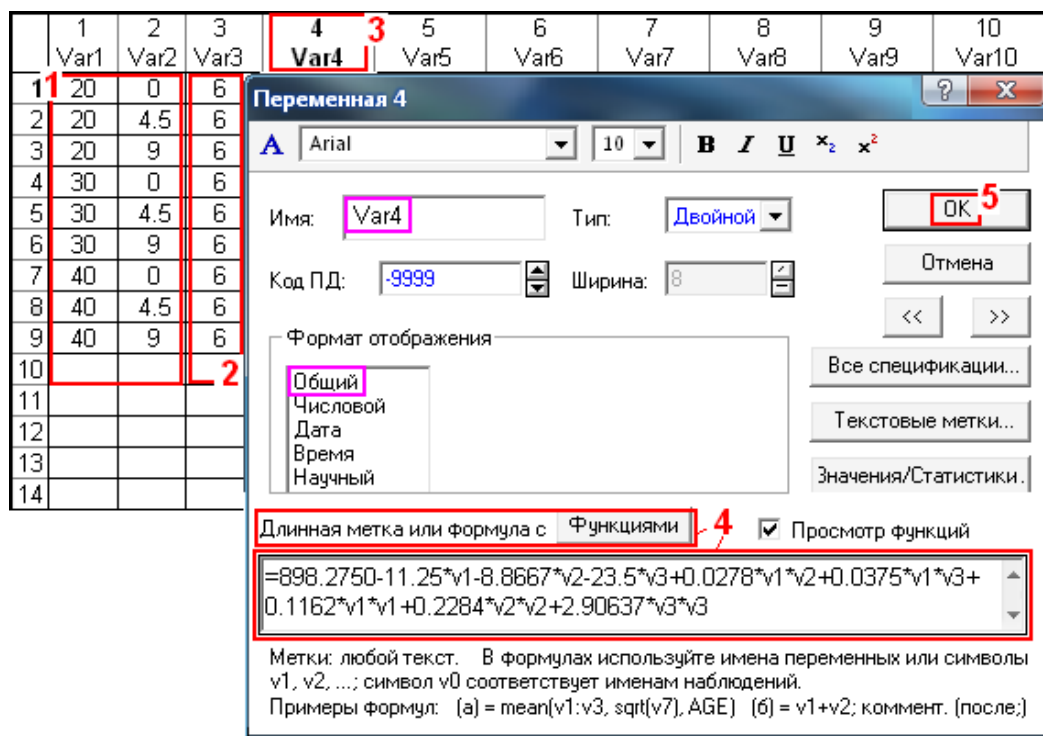 1 2 3 4 3 5 6 7 8 9 10
Var1 Var2 Var3 Var4 Var5 Var6 Var7 Var8 Var9 Var10
1 1 20 0 6
2 20 4.5 6
3 20 9 6
4 30 0 6
5 30 4.5 6
6 30 9 6
7 40 0 6
8 40 4.5 6
9 40 9 6
10 2
11
12
13
14
Переменная 4 ? X
A Arial 10 B I U x₂ x²
Имя: Var4 Тип: Двойной OK 5
Код ПД: -9999 Ширина: 8 Отмена
<< >>
Формат отображения
Все спецификации...
Общий
Числовой
Дата
Время
Научный
Текстовые метки...
Значения/Статистики.
Длинная метка или формула с Функциями 4 Просмотр функций
=898.2750-11.25*v1-8.8667*v2-23.5*v3+0.0278*v1*v2+0.0375*v1*v3+
0.1162*v1*v1+0.2284*v2*v2+2.90637*v3*v3
Метки: любой текст. В формулах используйте имена переменных или символы
v1, v2, ...; символ v0 соответствует именам наблюдений.
Примеры формул: (а) = mean(v1:v3, sqrt(v7), AGE) (б) = v1+v2; коммент. (после;)